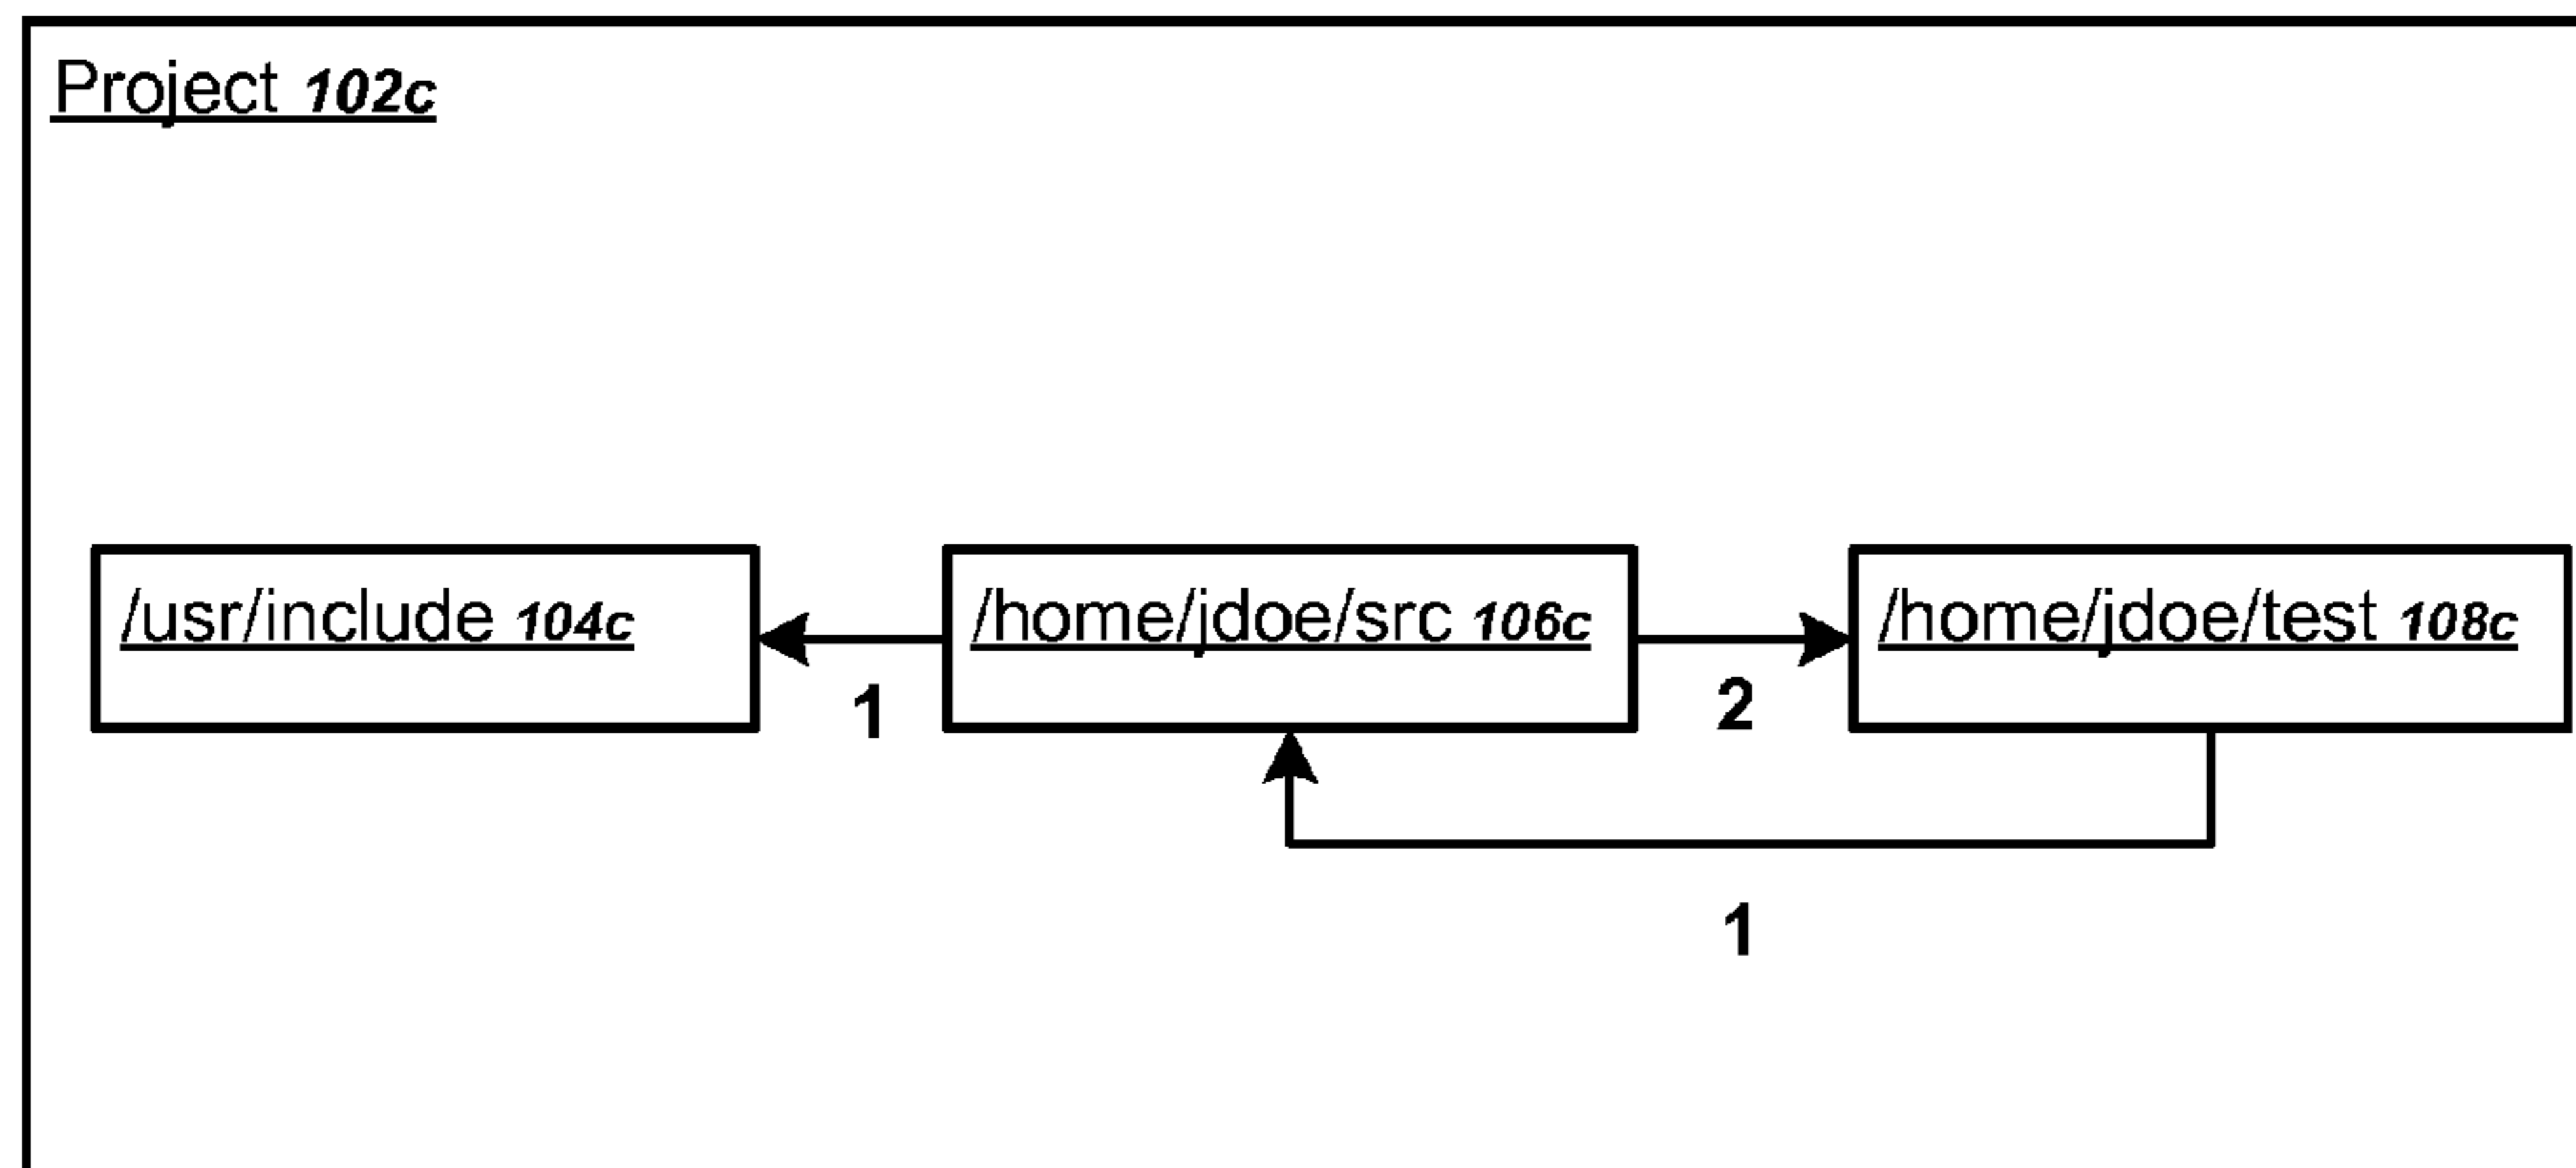 Project 102c
/usr/include 104c
/home/jdoe/src 106c
/home/jdoe/test 108c
1
2
1